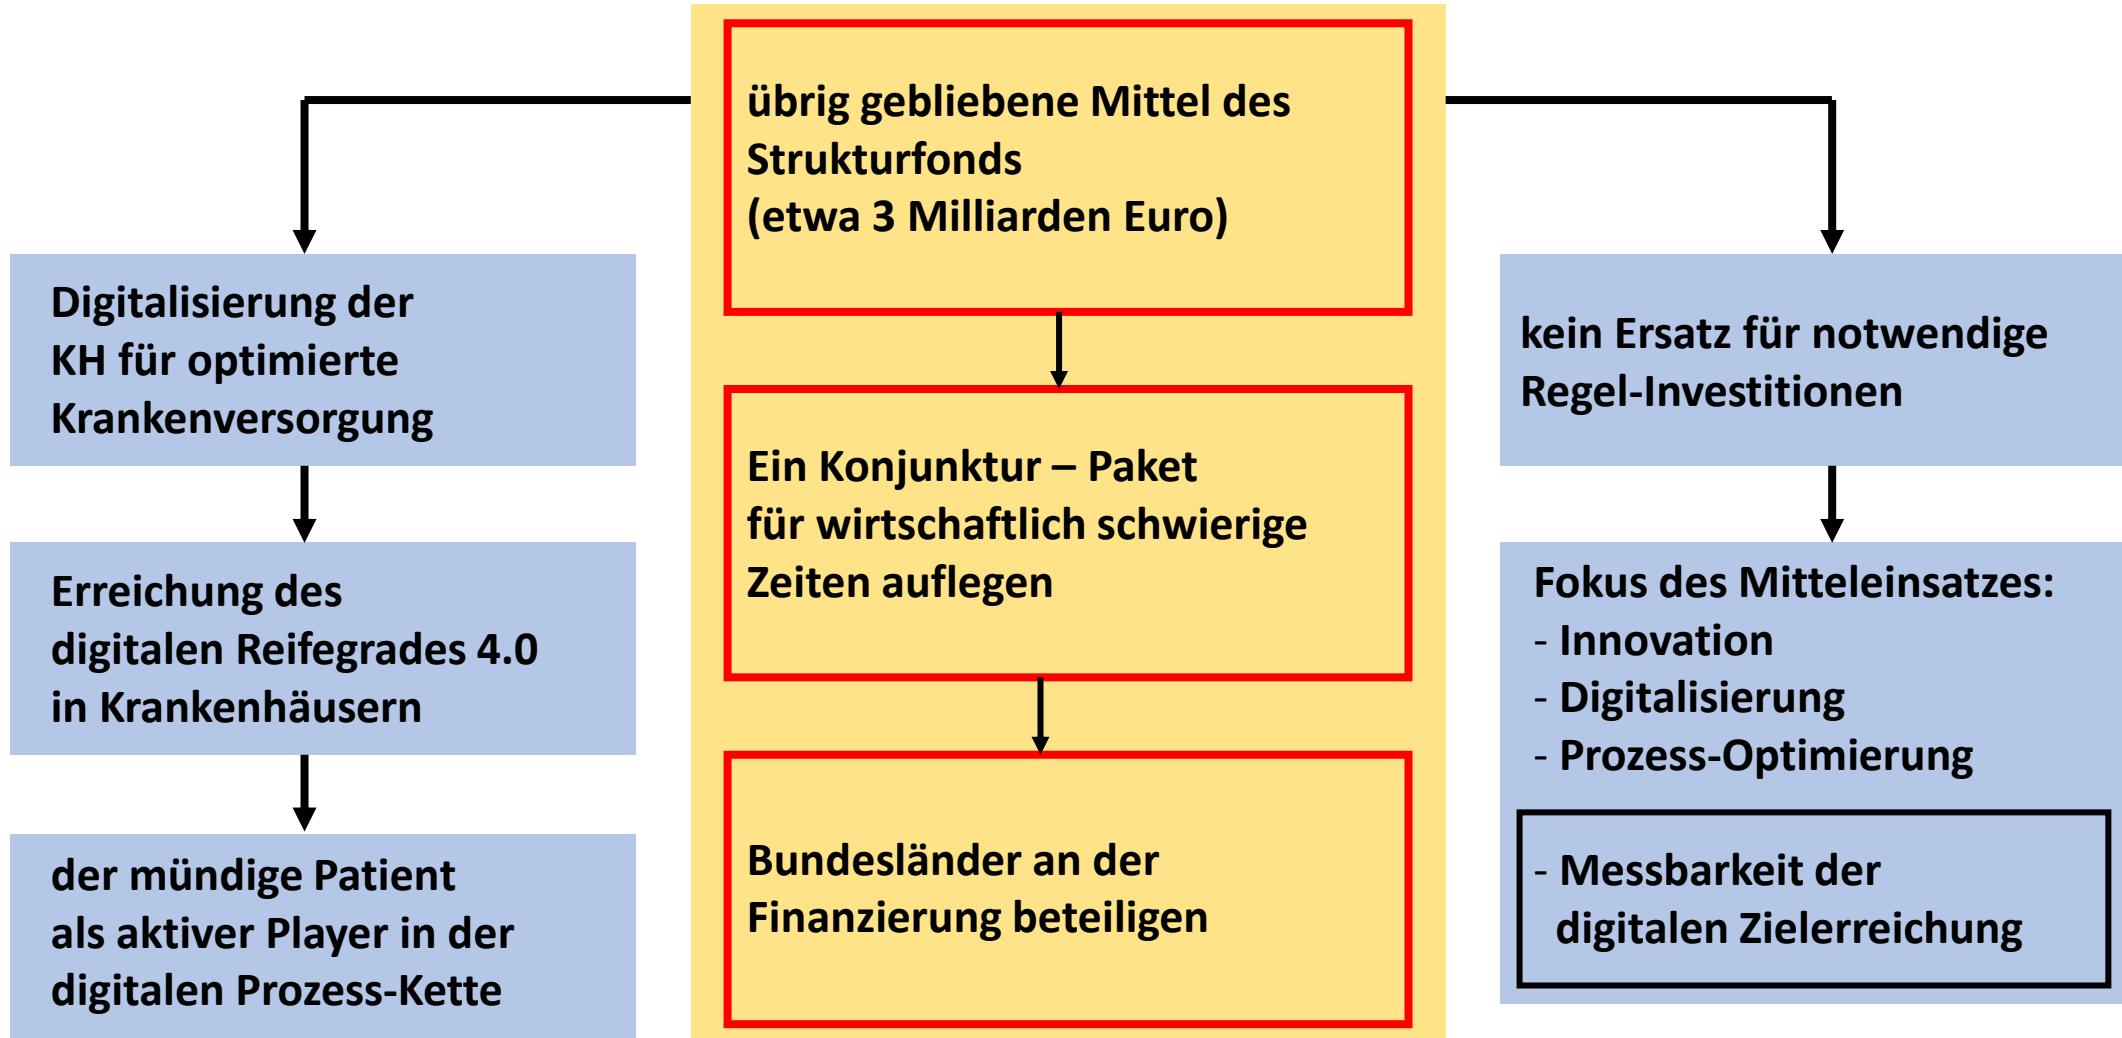 übrig gebliebene Mittel des
Strukturfonds
(etwa 3 Milliarden Euro)
Ein Konjunktur – Paket
für wirtschaftlich schwierige
Zeiten auflegen
Bundesländer an der
Finanzierung beteiligen
Digitalisierung der
KH für optimierte
Krankenversorgung
Erreichung des
digitalen Reifegrades 4.0
in Krankenhäusern
der mündige Patient
als aktiver Player in der
digitalen Prozess-Kette
kein Ersatz für notwendige
Regel-Investitionen
Fokus des Mitteleinsatzes:
- Innovation
- Digitalisierung
- Prozess-Optimierung
- Messbarkeit der
digitalen Zielerreichung